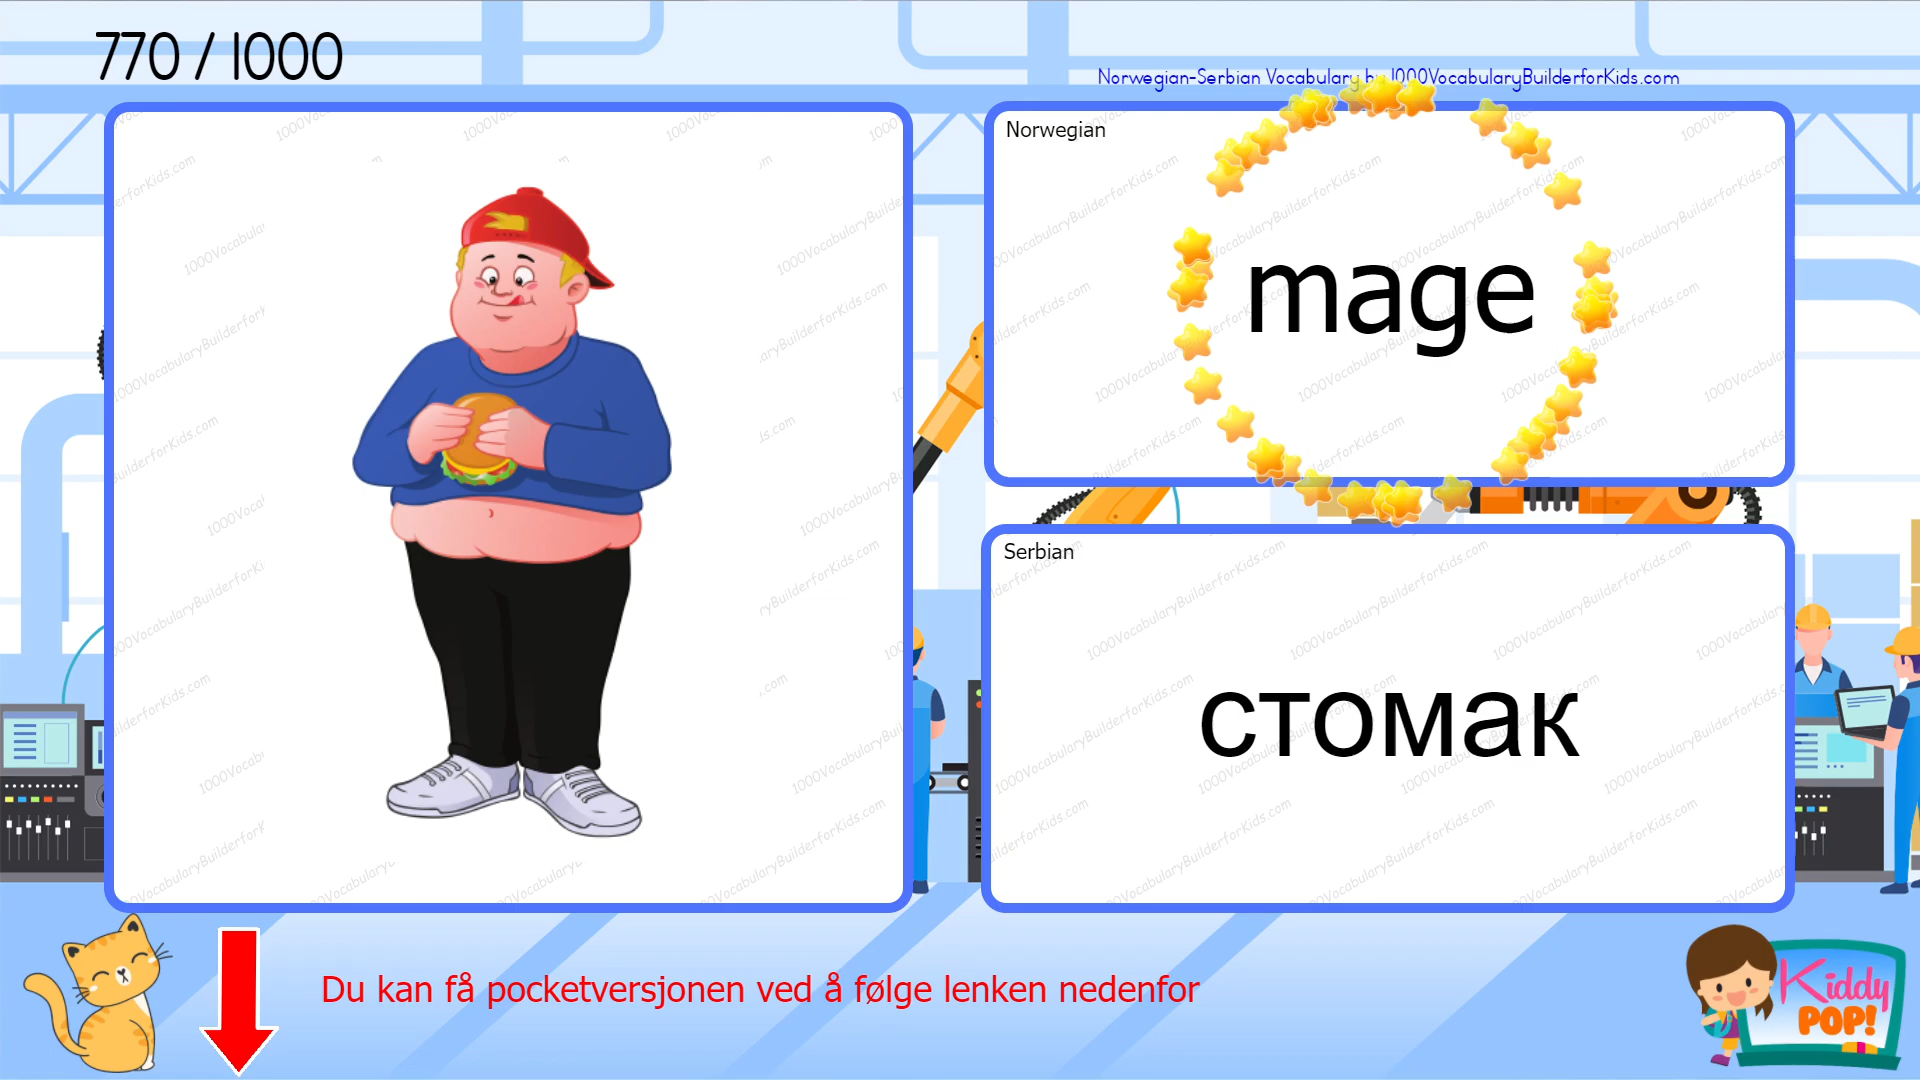 770 / 1000
Norwegian-Serbian Vocabulary by 1000VocabularyBuilderforKids.com
Norwegian
mage
Serbian
стомак
Du kan få pocketversjonen ved å følge lenken nedenfor
Kiddy
POP!